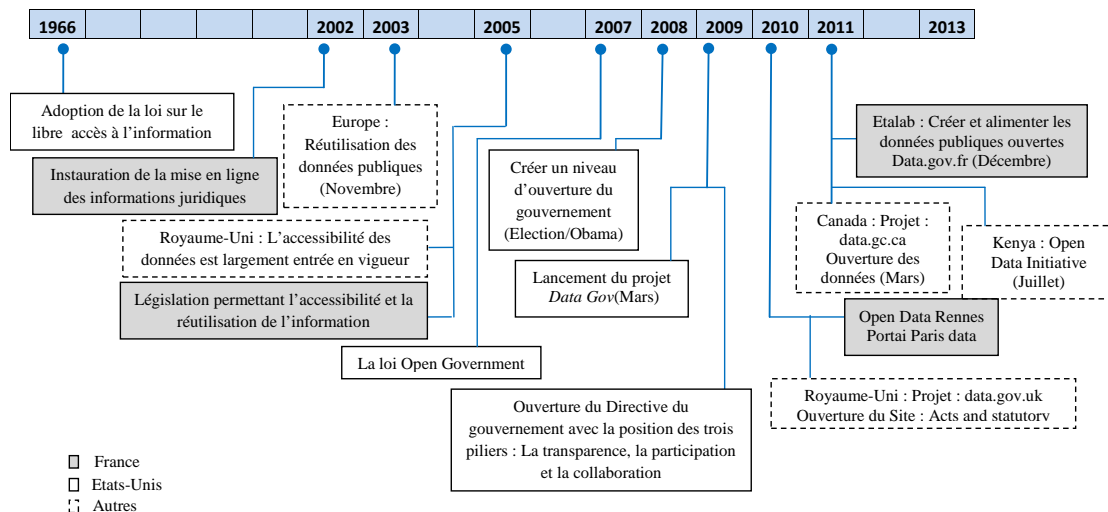 1966 2002 2003 2005 2007 2008 2009 2010 2011 2013
Adoption de la loi sur le
libre accès à l'information
Instauration de la mise en ligne
des informations juridiques
Europe :
Réutilisation des
données publiques
(Novembre)
Royaume-Uni : L'accessibilité des
données est largement entrée en vigueur
Législation permettant l'accessibilité et la
réutilisation de l'information
La loi Open Government
Créer un niveau
d'ouverture du
gouvernement
(Election/Obama)
Lancement du projet
Data Gov(Mars)
Ouverture du Directive du
gouvernement avec la position des trois
piliers : La transparence, la participation
et la collaboration
Etalab : Créer et alimenter les
données publiques ouvertes
Data.gov.fr (Décembre)
Canada : Projet :
data.gc.ca
Ouverture des
données (Mars)
Kenya : Open
Data Initiative
(Juillet)
Open Data Rennes
Portai Paris data
Royaume-Uni : Projet : data.gov.uk
Ouverture du Site : Acts and statutory
France
Etats-Unis
Autres